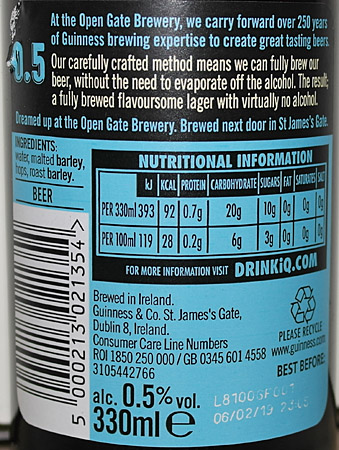 At the Open Gate Brewery, we carry forward over 250 years
of Guinness brewing expertise to create great tasting beers.
0.5
Our carefully crafted method means we can fully brew our
beer, without the need to evaporate off the alcohol. The result,
a fully brewed flavoursome lager with virtually no alcohol.
Dreamed up at the Open Gate Brewery. Brewed next door in St James's Gate.
INGREDIENTS:
water, malted barley,
hops, roast barley.
BEER
NUTRITIONAL INFORMATION
kJ KCAL PROTEIN CARBOHYDRATE SUGARS FAT SATURATES SALT
PER 330ml 393 92 0.7g 20g 10g 0g 0g 0g
PER 100ml 119 28 0.2g 6g 3g 0g 0g 0g
FOR MORE INFORMATION VISIT DRINKiQ.COM
5 000213 021354 >
Brewed in Ireland.
Guinness & Co. St. James's Gate,
Dublin 8, Ireland.
Consumer Care Line Numbers
ROI 1850 250 000 / GB 0345 601 4558
3105442766
PLEASE RECYCLE
www.guinness.com
BEST BEFORE:
alc. 0.5% vol.
330ml e
06/02/19